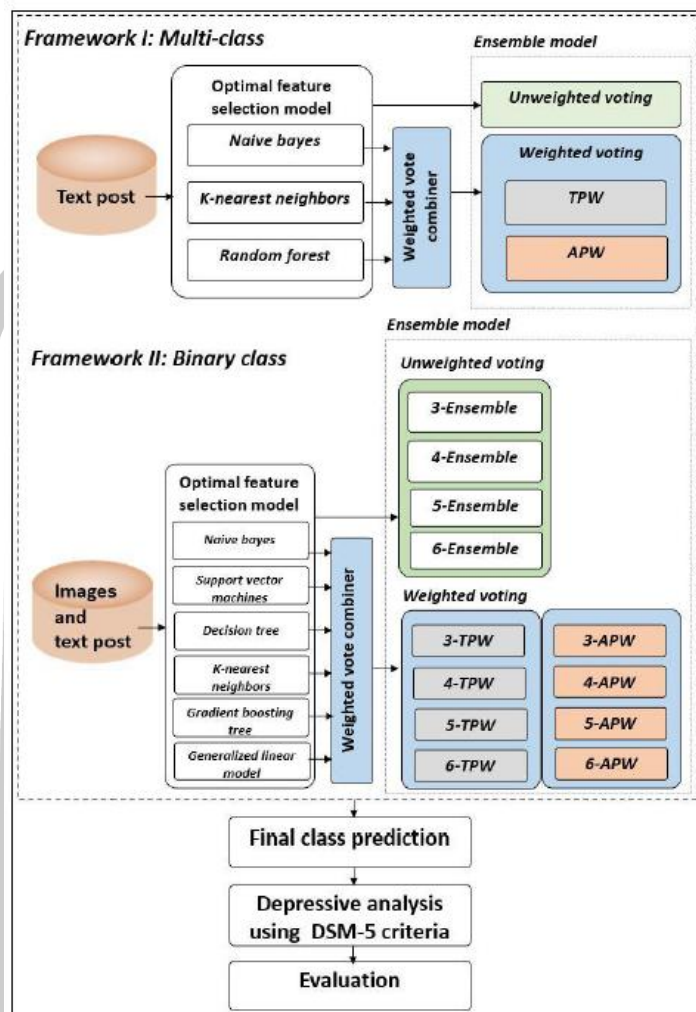 Framework I: Multi-class
Ensemble model
Optimal feature
selection model
Naive bayes
K-nearest neighbors
Random forest
Text post
Weighted vote
combiner
Unweighted voting
Weighted voting
TPW
APW
Ensemble model
Framework II: Binary class
Unweighted voting
3-Ensemble
4-Ensemble
5-Ensemble
6-Ensemble
Optimal feature
selection model
Naive bayes
Support vector
machines
Decision tree
K-nearest
neighbors
Gradient boosting
tree
Generalized linear
model
Images
and
text post
Weighted vote combiner
Weighted voting
3-TPW
4-TPW
5-TPW
6-TPW
3-APW
4-APW
5-APW
6-APW
Final class prediction
Depressive analysis
using DSM-5 criteria
Evaluation